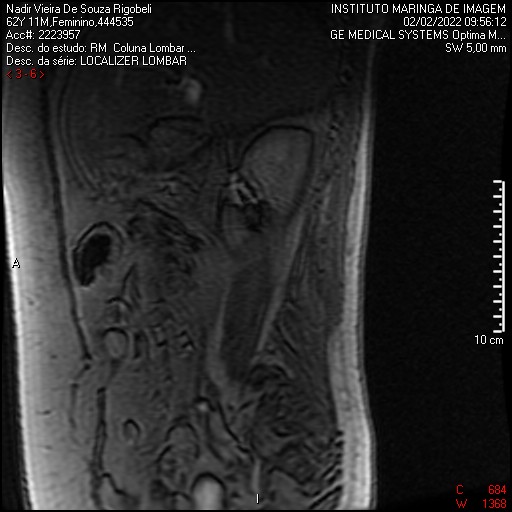 Nadir Vieira De Souza Rigobeli
62Y 11M,Feminino,444535
Acc#: 2223957
Desc. do estudo: RM Coluna Lombar ...
Desc. da série: LOCALIZER LOMBAR
< 3 - 6 >
INSTITUTO MARINGA DE IMAGEM
02/02/2022 09:56:12
GE MEDICAL SYSTEMS Optima M...
SW 5,00 mm
A
10 cm
I
C 684
W 1368